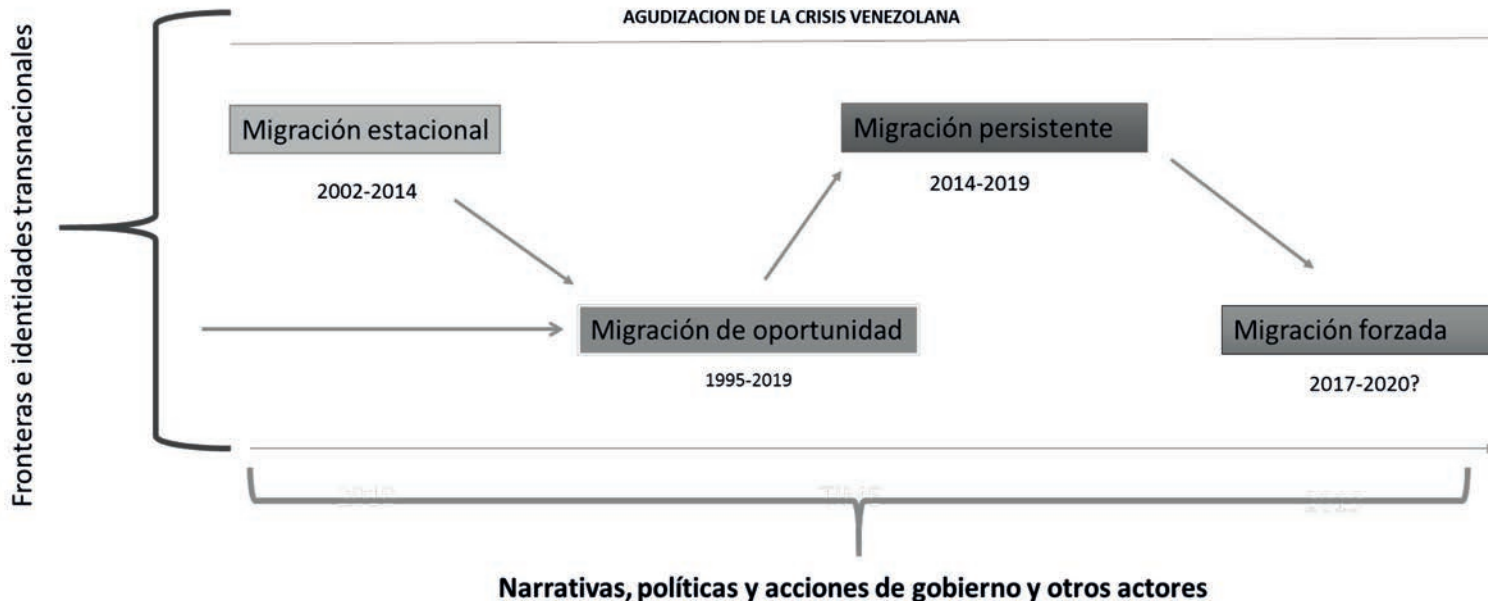 AGUDIZACION DE LA CRISIS VENEZOLANA
Fronteras e identidades transnacionales
Migración estacional
2002-2014
Migración persistente
2014-2019
Migración de oportunidad
1995-2019
Migración forzada
2017-2020?
Narrativas, políticas y acciones de gobierno y otros actores